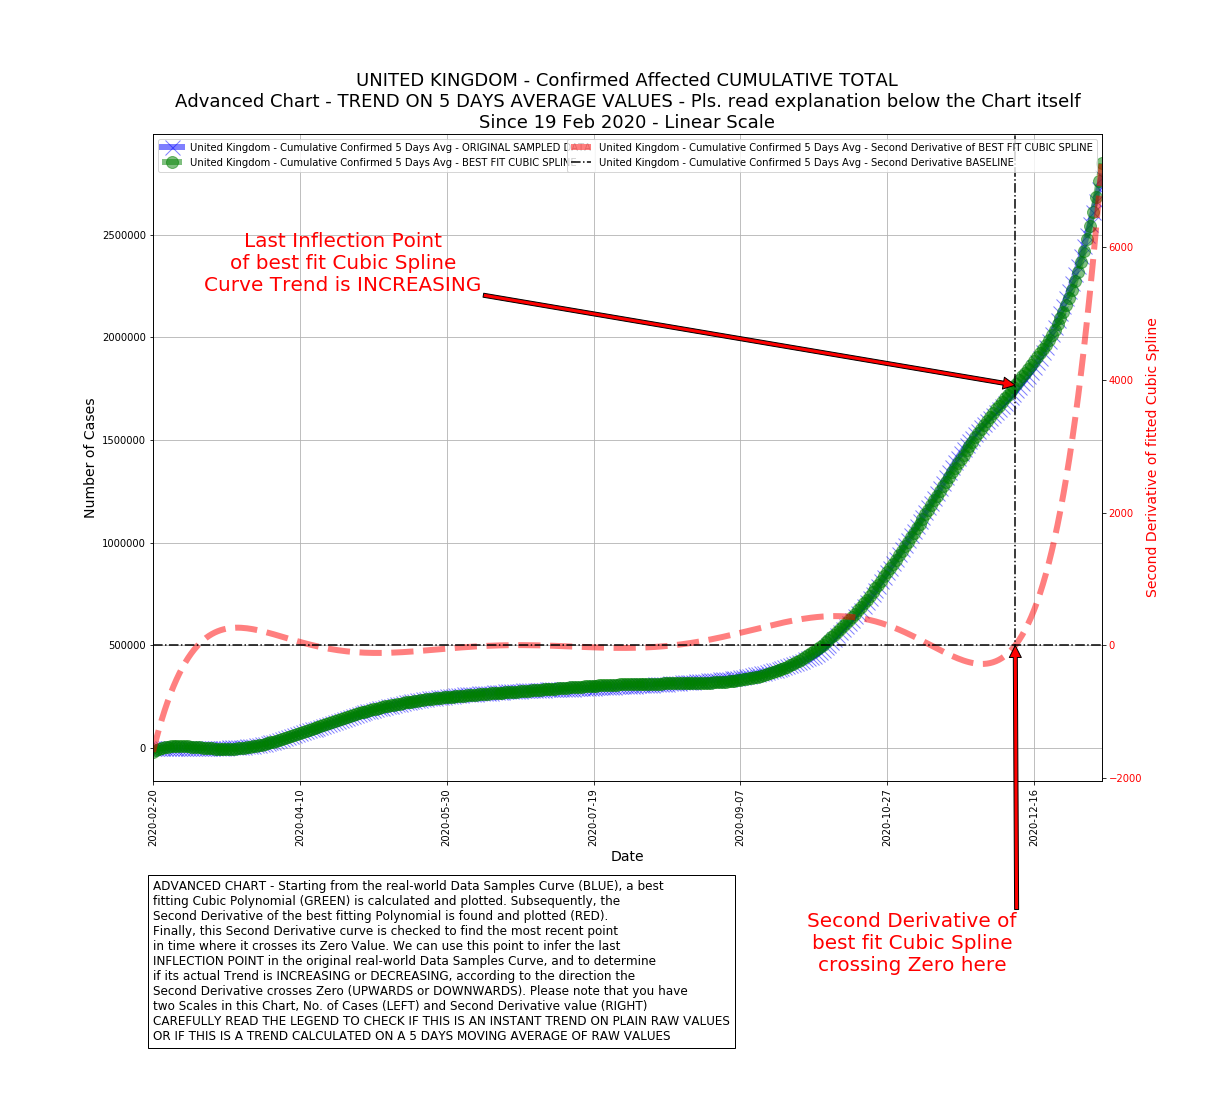 UNITED KINGDOM - Confirmed Affected CUMULATIVE TOTAL
Advanced Chart - TREND ON 5 DAYS AVERAGE VALUES - Pls. read explanation below the Chart itself
Since 19 Feb 2020 - Linear Scale
United Kingdom - Cumulative Confirmed 5 Days Avg - ORIGINAL SAMPLED
United Kingdom - Cumulative Confirmed 5 Days Avg - BEST FIT CUBIC SPLINE
United Kingdom - Cumulative Confirmed 5 Days Avg - Second Derivative of BEST FIT CUBIC SPLINE
United Kingdom - Cumulative Confirmed 5 Days Avg - Second Derivative BASELINE
Last Inflection Point
of best fit Cubic Spline
Curve Trend is INCREASING
Number of Cases
2500000
2000000
1500000
1000000
500000
0
6000
4000
2000
0
−2000
Second Derivative of fitted Cubic Spline
2020-02-20
2020-04-10
2020-05-30
2020-07-19
2020-09-07
2020-10-27
2020-12-16
Date
Second Derivative of
best fit Cubic Spline
crossing Zero here
ADVANCED CHART - Starting from the real-world Data Samples Curve (BLUE), a best
fitting Cubic Polynomial (GREEN) is calculated and plotted. Subsequently, the
Second Derivative of the best fitting Polynomial is found and plotted (RED).
Finally, this Second Derivative curve is checked to find the most recent point
in time where it crosses its Zero Value. We can use this point to infer the last
INFLECTION POINT in the original real-world Data Samples Curve, and to determine
if its actual Trend is INCREASING or DECREASING, according to the direction the
Second Derivative crosses Zero (UPWARDS or DOWNWARDS). Please note that you have
two Scales in this Chart, No. of Cases (LEFT) and Second Derivative value (RIGHT)
CAREFULLY READ THE LEGEND TO CHECK IF THIS IS AN INSTANT TREND ON PLAIN RAW VALUES
OR IF THIS IS A TREND CALCULATED ON A 5 DAYS MOVING AVERAGE OF RAW VALUES